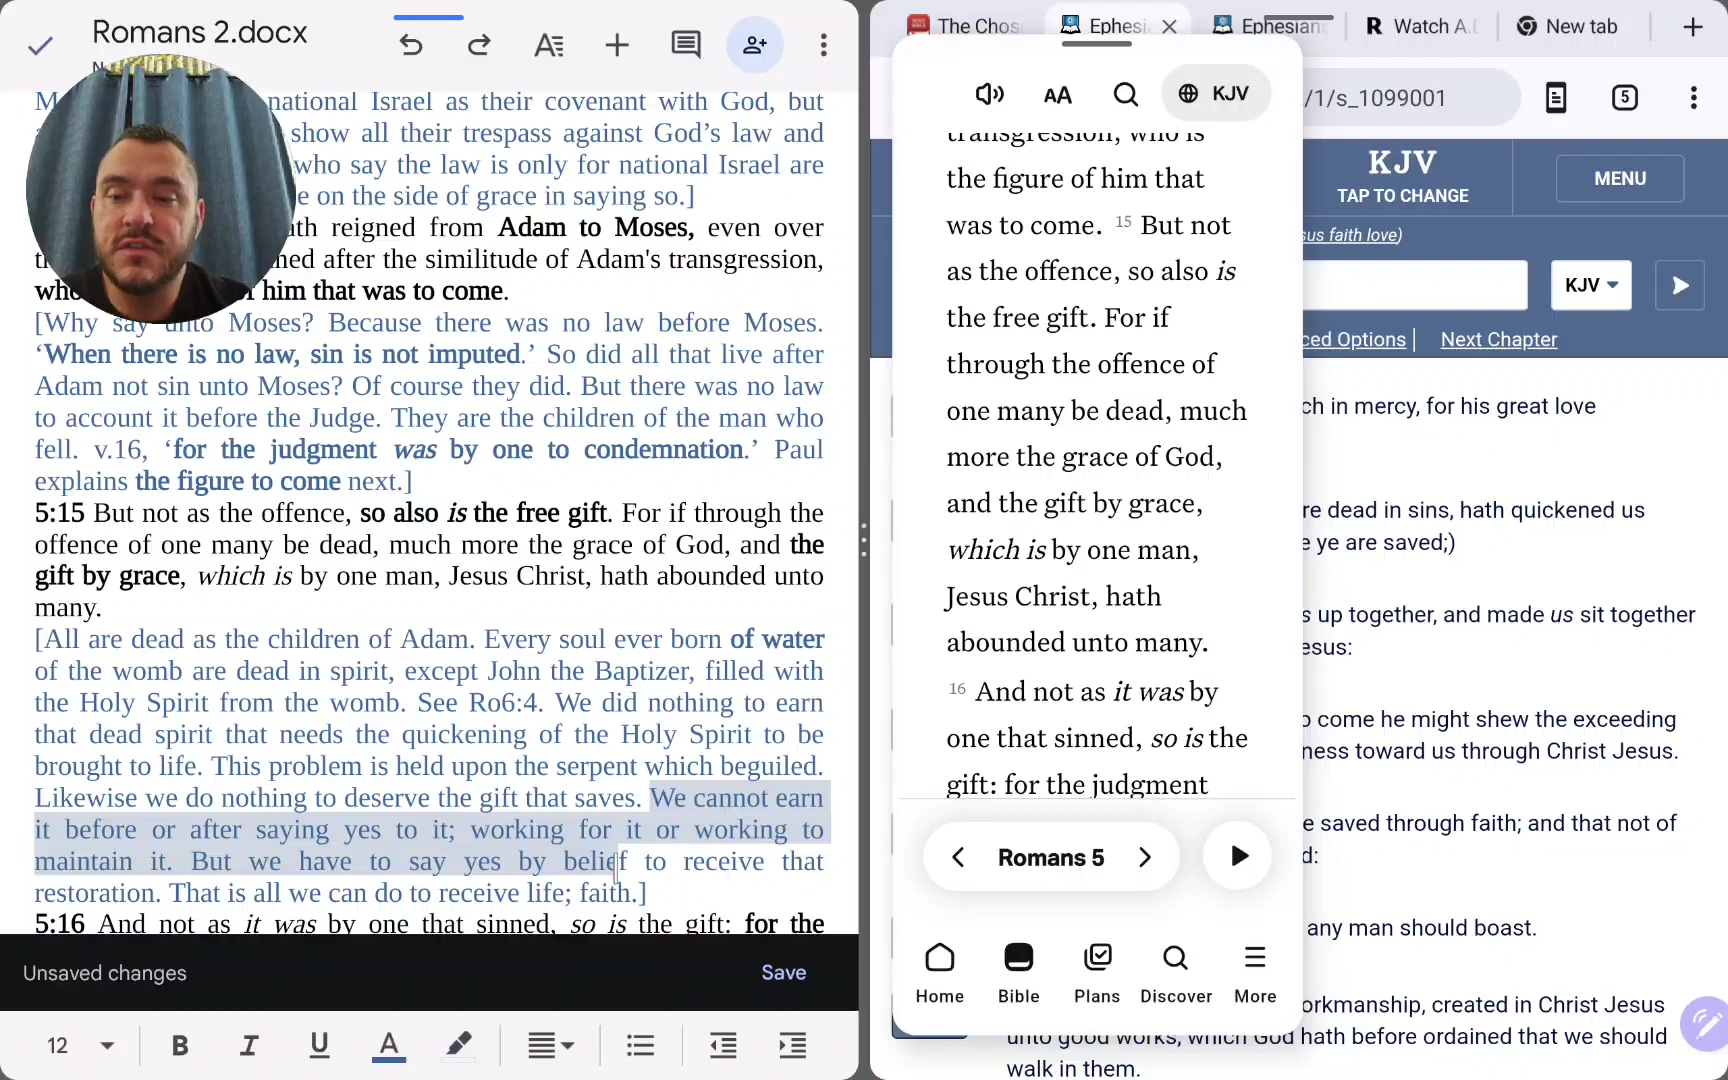 Romans 2.docx
national Israel as their covenant with God, but
show all their trespass against God's law and
who say the law is only for national Israel are
e on the side of grace in saying so.]
ath reigned from Adam to Moses, even over
ned after the similitude of Adam's transgression,
him that was to come.
[Why say unto Moses? Because there was no law before Moses.
‘When there is no law, sin is not imputed.’ So did all that live after
Adam not sin unto Moses? Of course they did. But there was no law
to account it before the Judge. They are the children of the man who
fell. v.16, ‘for the judgment was by one to condemnation.’ Paul
explains the figure to come next.]
5:15 But not as the offence, so also is the free gift. For if through the
offence of one many be dead, much more the grace of God, and the
gift by grace, which is by one man, Jesus Christ, hath abounded unto
many.
[All are dead as the children of Adam. Every soul ever born of water
of the womb are dead in spirit, except John the Baptizer, filled with
the Holy Spirit from the womb. See Ro6:4. We did nothing to earn
that dead spirit that needs the quickening of the Holy Spirit to be
brought to life. This problem is held upon the serpent which beguiled.
Likewise we do nothing to deserve the gift that saves. We cannot earn
it before or after saying yes to it; working for it or working to
maintain it. But we have to say yes by belief to receive that
restoration. That is all we can do to receive life; faith.]
5:16 And not as it was by one that sinned, so is the gift: for the
Unsaved changes
Save
12
B
I
U
A
The Chos
Ephesi
Ephesians
Watch A.D
New tab
/1/s_1099001
5
AA
KJV
transgression, who is
the figure of him that
was to come. 15 But not
as the offence, so also is
the free gift. For if
through the offence of
one many be dead, much
more the grace of God,
and the gift by grace,
which is by one man,
Jesus Christ, hath
abounded unto many.
16 And not as it was by
one that sinned, so is the
gift: for the judgment
Romans 5
Home
Bible
Plans
Discover
More
KJV
TAP TO CHANGE
MENU
sus faith love)
KJV
ced Options
Next Chapter
ch in mercy, for his great love
re dead in sins, hath quickened us
e ye are saved;)
s up together, and made us sit together
esus:
o come he might shew the exceeding
ness toward us through Christ Jesus.
e saved through faith; and that not of
d:
any man should boast.
orkmanship, created in Christ Jesus
unto good works, which God hath before ordained that we should
walk in them.